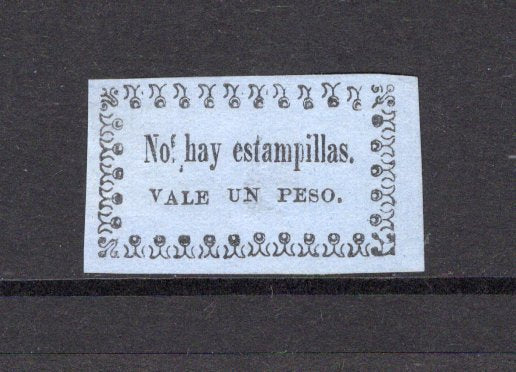 No. hay estampillas.
VALE UN PESO.